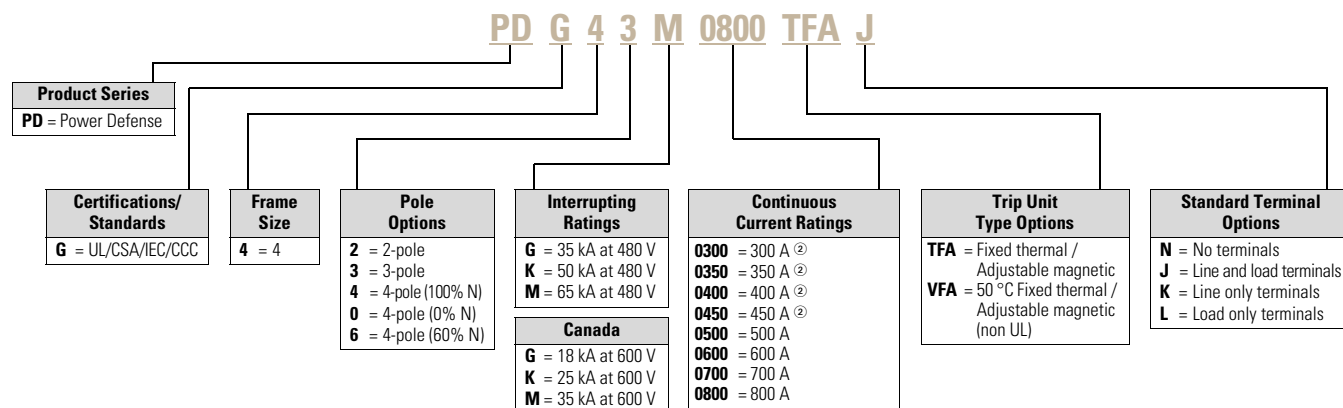 PD G 4 3 M 0800 TFA J
Product Series
PD = Power Defense
Certifications/
Standards
G = UL/CSA/IEC/CCC
Frame
Size
4 = 4
Pole
Options
2 = 2-pole
3 = 3-pole
4 = 4-pole (100% N)
0 = 4-pole (0% N)
6 = 4-pole (60% N)
Interrupting
Ratings
G = 35 kA at 480 V
K = 50 kA at 480 V
M = 65 kA at 480 V
Canada
G = 18 kA at 600 V
K = 25 kA at 600 V
M = 35 kA at 600 V
Continuous
Current Ratings
0300 = 300 A ②
0350 = 350 A ②
0400 = 400 A ②
0450 = 450 A ②
0500 = 500 A
0600 = 600 A
0700 = 700 A
0800 = 800 A
Trip Unit
Type Options
TFA = Fixed thermal /
Adjustable magnetic
VFA = 50 °C Fixed thermal /
Adjustable magnetic
(non UL)
Standard Terminal
Options
N = No terminals
J = Line and load terminals
K = Line only terminals
L = Load only terminals